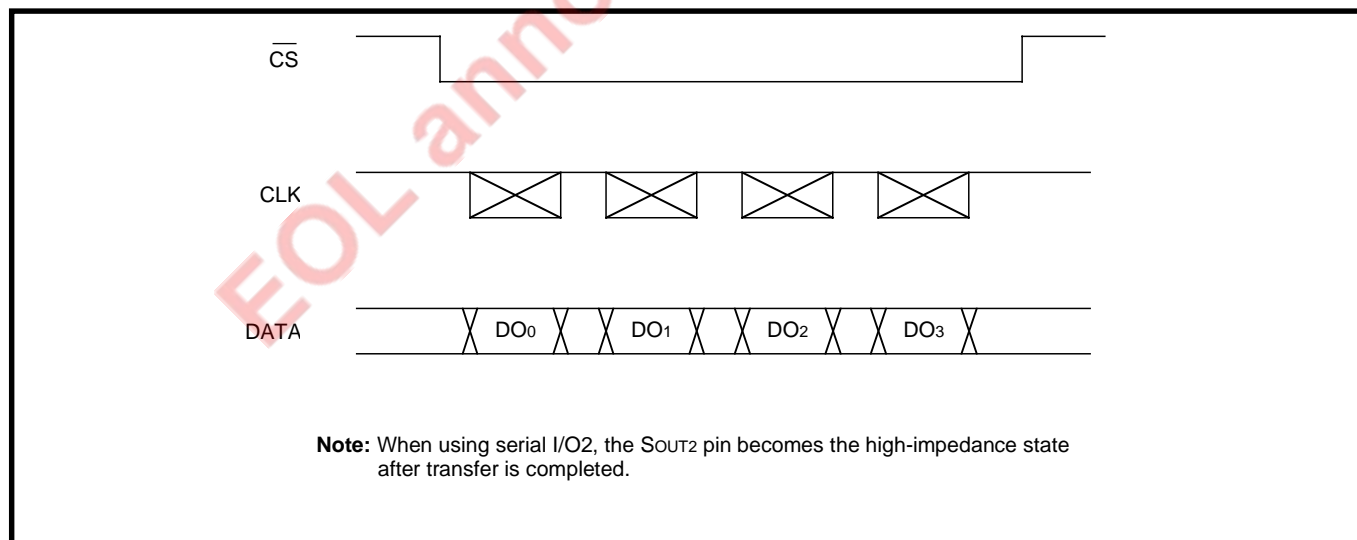 EOL anno
CS
CLK
DATA
DO0
DO1
DO2
DO3
Note: When using serial I/O2, the SOUT2 pin becomes the high-impedance state
after transfer is completed.